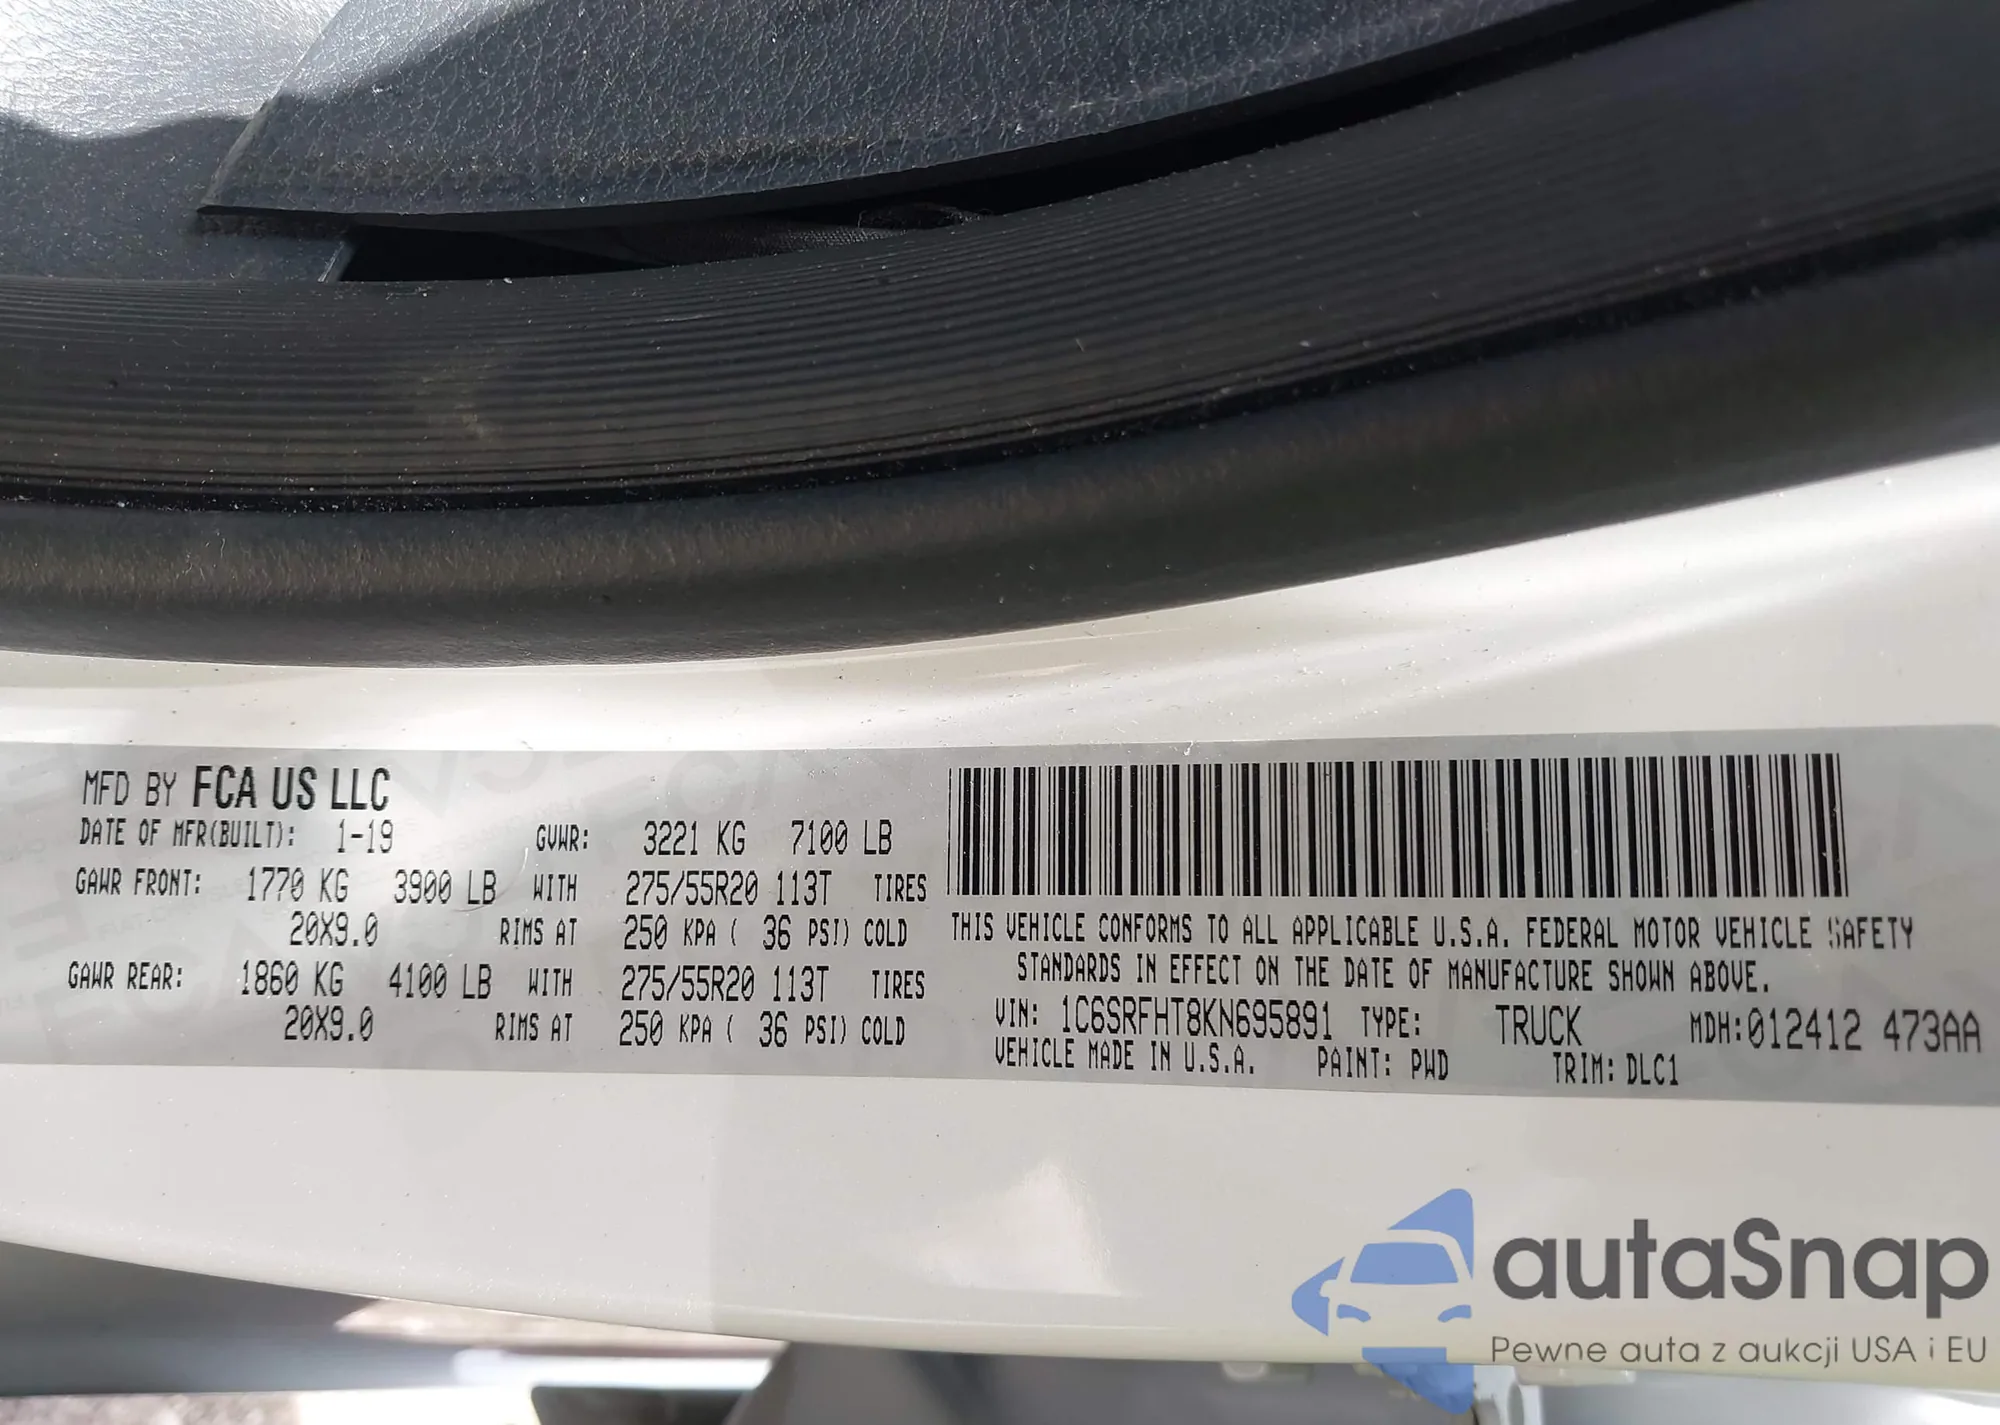 MFD BY FCA US LLC
DATE OF MFR(BUILT): 1-19 GVWR: 3221 KG 7100 LB
GAWR FRONT: 1770 KG 3900 LB WITH 275/55R20 113T TIRES
20X9.0 RIMS AT 250 KPA ( 36 PSI) COLD
GAWR REAR: 1860 KG 4100 LB WITH 275/55R20 113T TIRES
20X9.0 RIMS AT 250 KPA ( 36 PSI) COLD
THIS VEHICLE CONFORMS TO ALL APPLICABLE U.S.A. FEDERAL MOTOR VEHICLE SAFETY
STANDARDS IN EFFECT ON THE DATE OF MANUFACTURE SHOWN ABOVE.
VIN: 1C6SRFHT8KN695891 TYPE: TRUCK MDH:012412 473AA
VEHICLE MADE IN U.S.A. PAINT: PWD TRIM: DLC1
autaSnap
Pewne auta z aukcji USA i EU